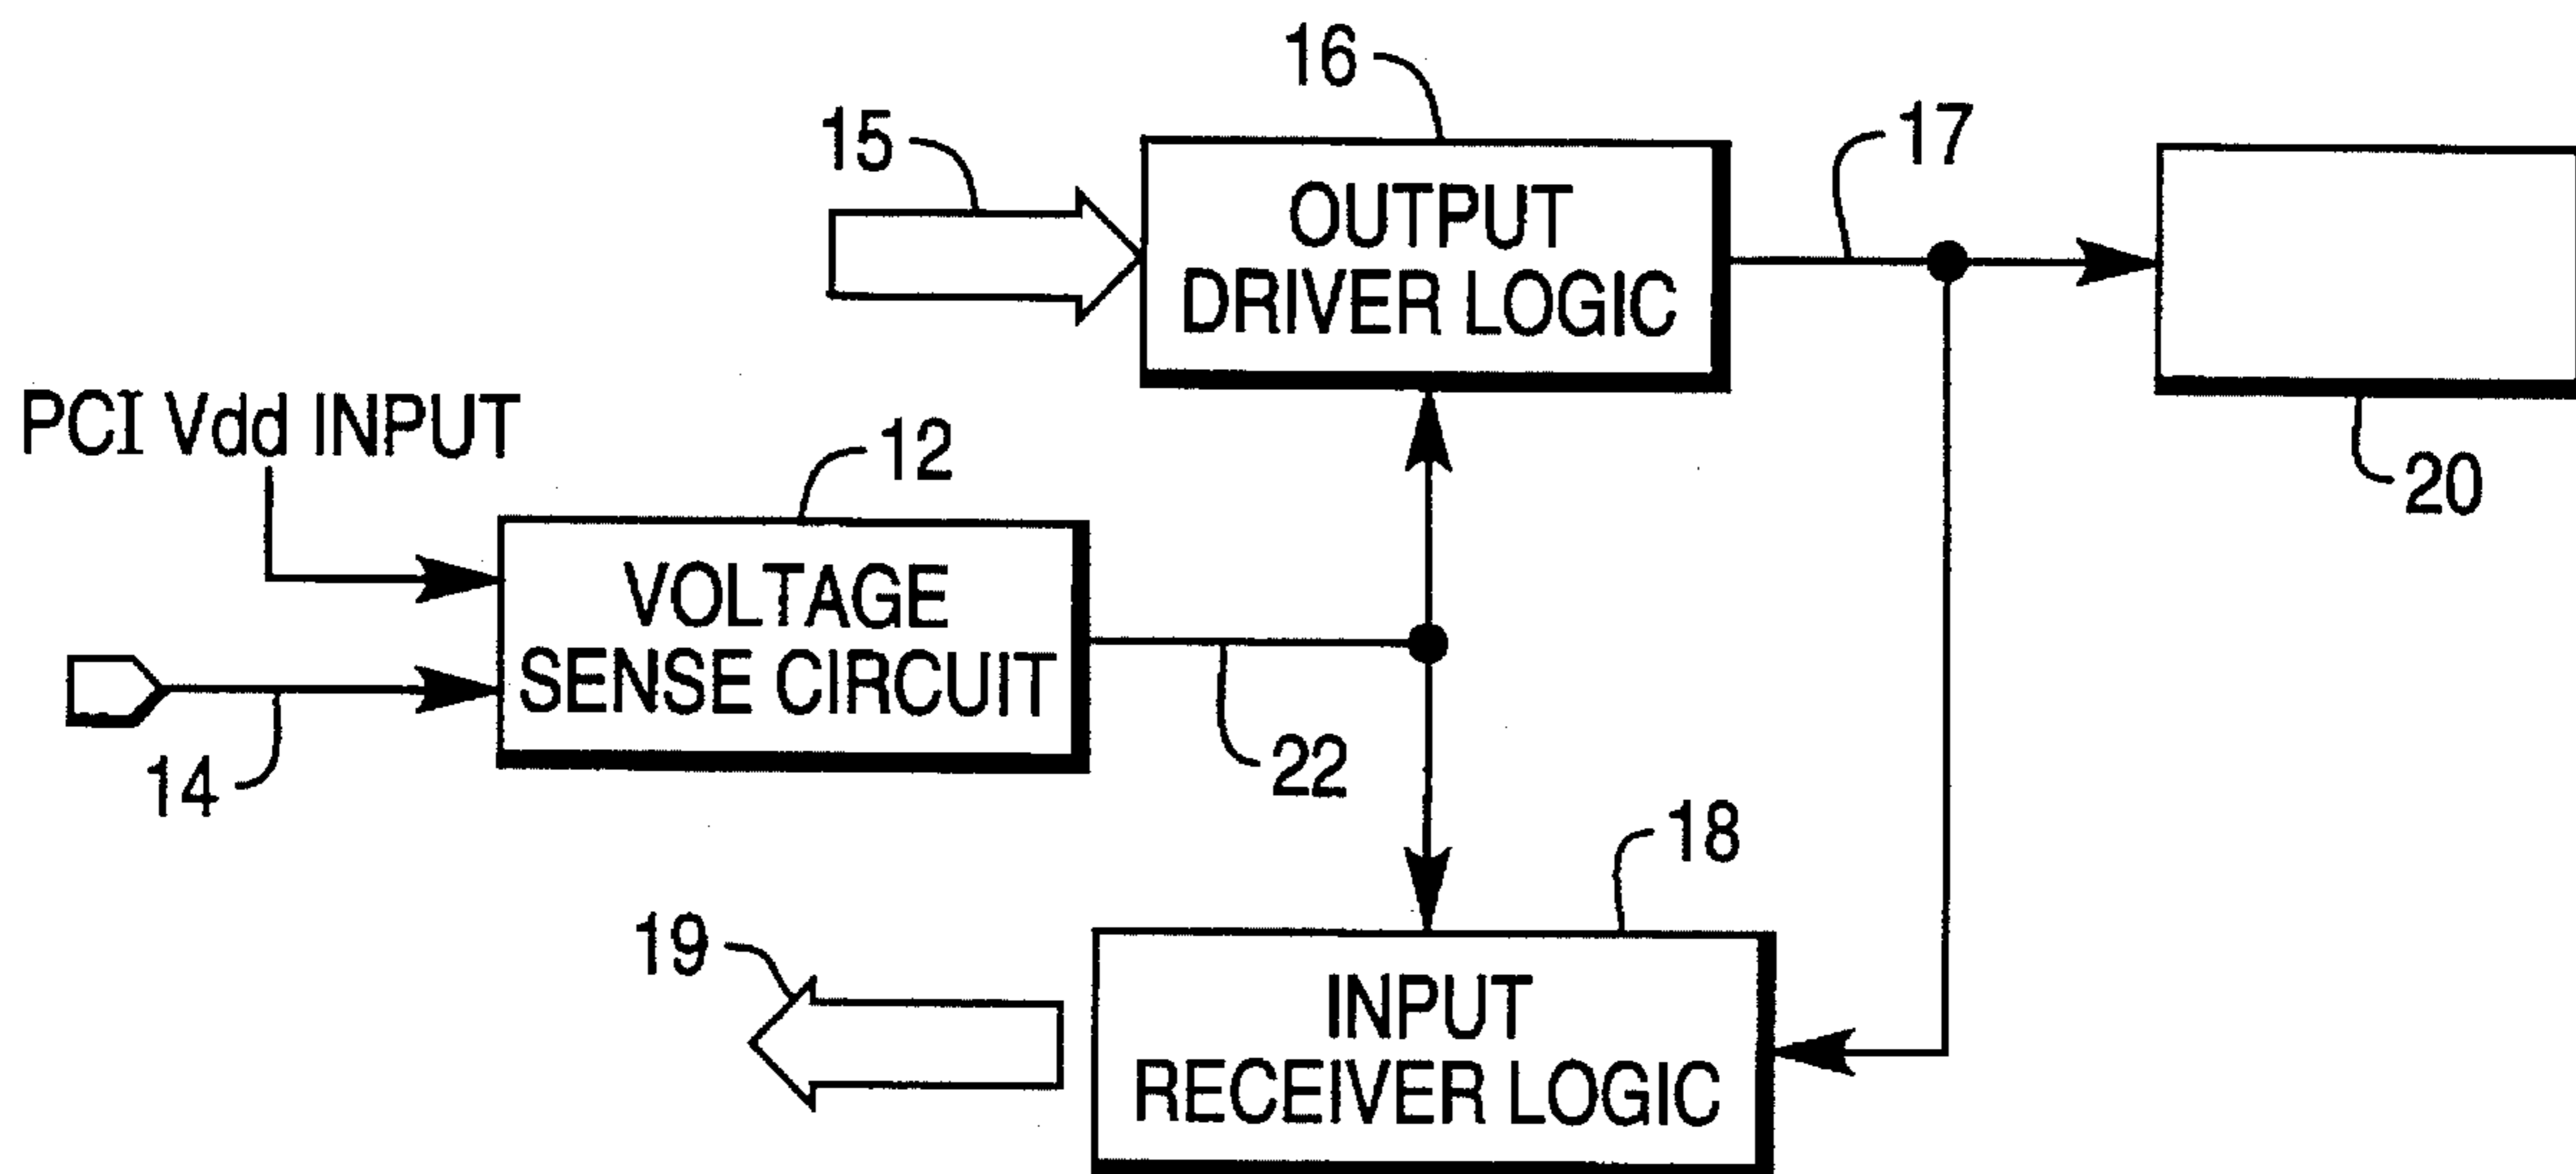 16
15
17
OUTPUT
DRIVER LOGIC
PCI Vdd INPUT
12
20
VOLTAGE
SENSE CIRCUIT
14
22
18
19
INPUT
RECEIVER LOGIC